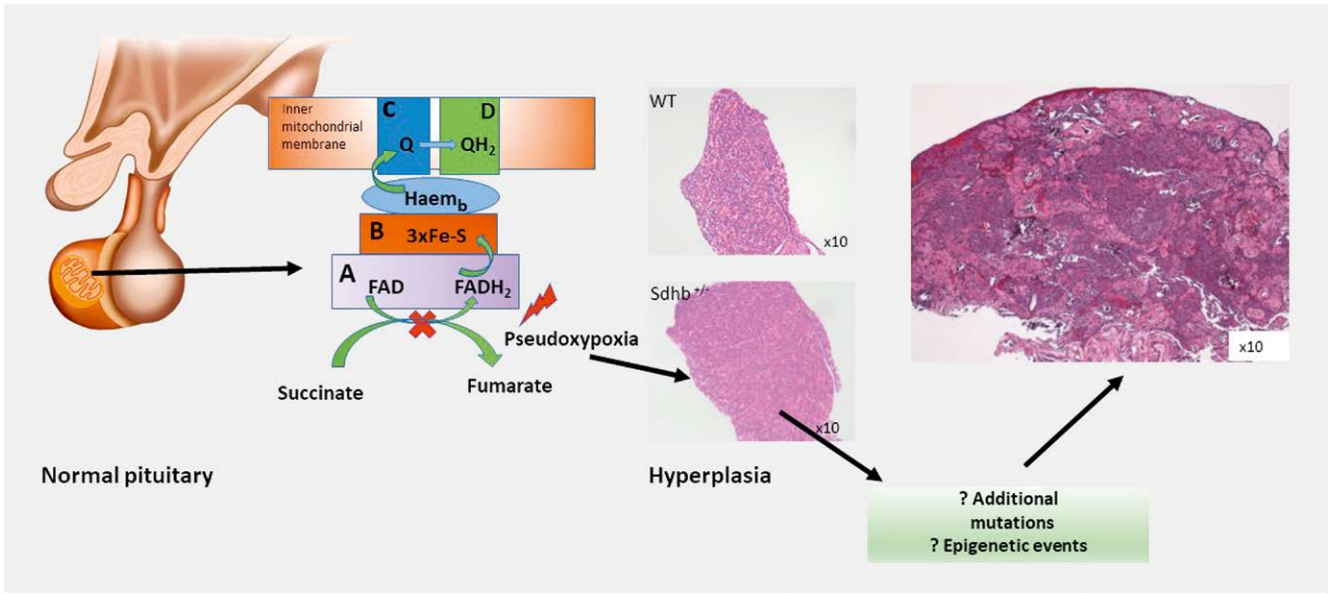 Inner
mitochondrial
membrane
C
D
Q
QH₂
Haem_b
B
3xFe-S
A
FAD
FADH₂
Succinate
Fumarate
Pseudoxypoxia
WT
x10
Sdhb +/-
x10
x10
Normal pituitary
Hyperplasia
? Additional
mutations
? Epigenetic events